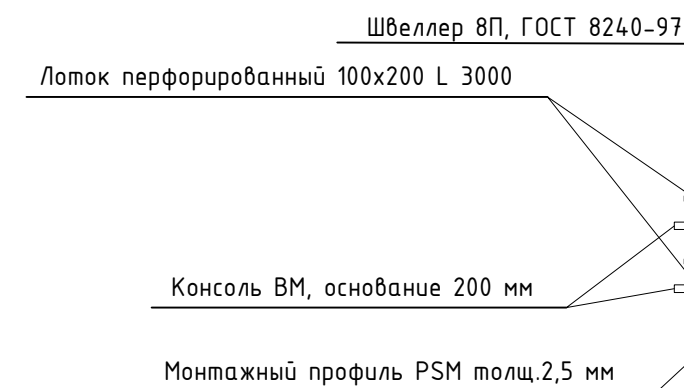 Швеллер 8П, ГОСТ 8240-97
Лоток перфорированный 100х200 L 3000
Консоль ВМ, основание 200 мм
Монтажный профиль PSM толщ.2,5 мм